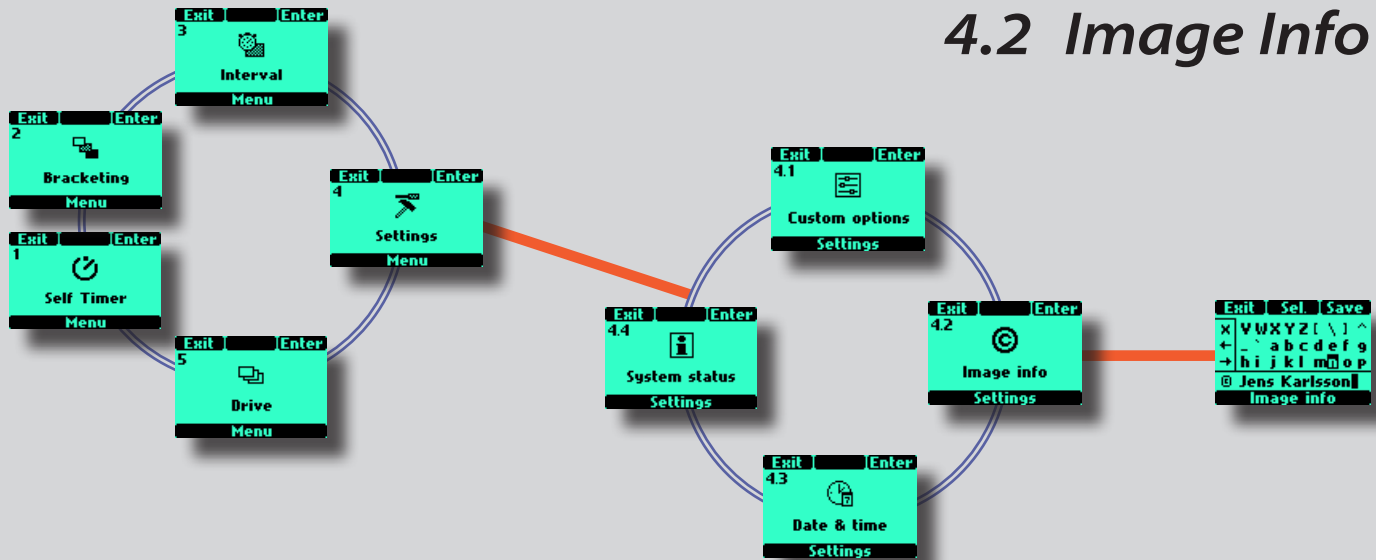 4.2 Image Info
Exit Enter
3
Interval
Menu
Exit Enter
2
Bracketing
Menu
Exit Enter
1
Self Timer
Menu
Exit Enter
4
Settings
Menu
Exit Enter
5
Drive
Menu
Exit Enter
4.1
Custom options
Settings
Exit Enter
4.4
System status
Settings
Exit Enter
4.2
©
Image info
Settings
Exit Enter
4.3
?
Date & time
Settings
Exit Sel. Save
× V W X Y Z [ \ ] ^
← _ ` a b c d e f g
→ h i j k l m n o p
© Jens Karlsson
Image info